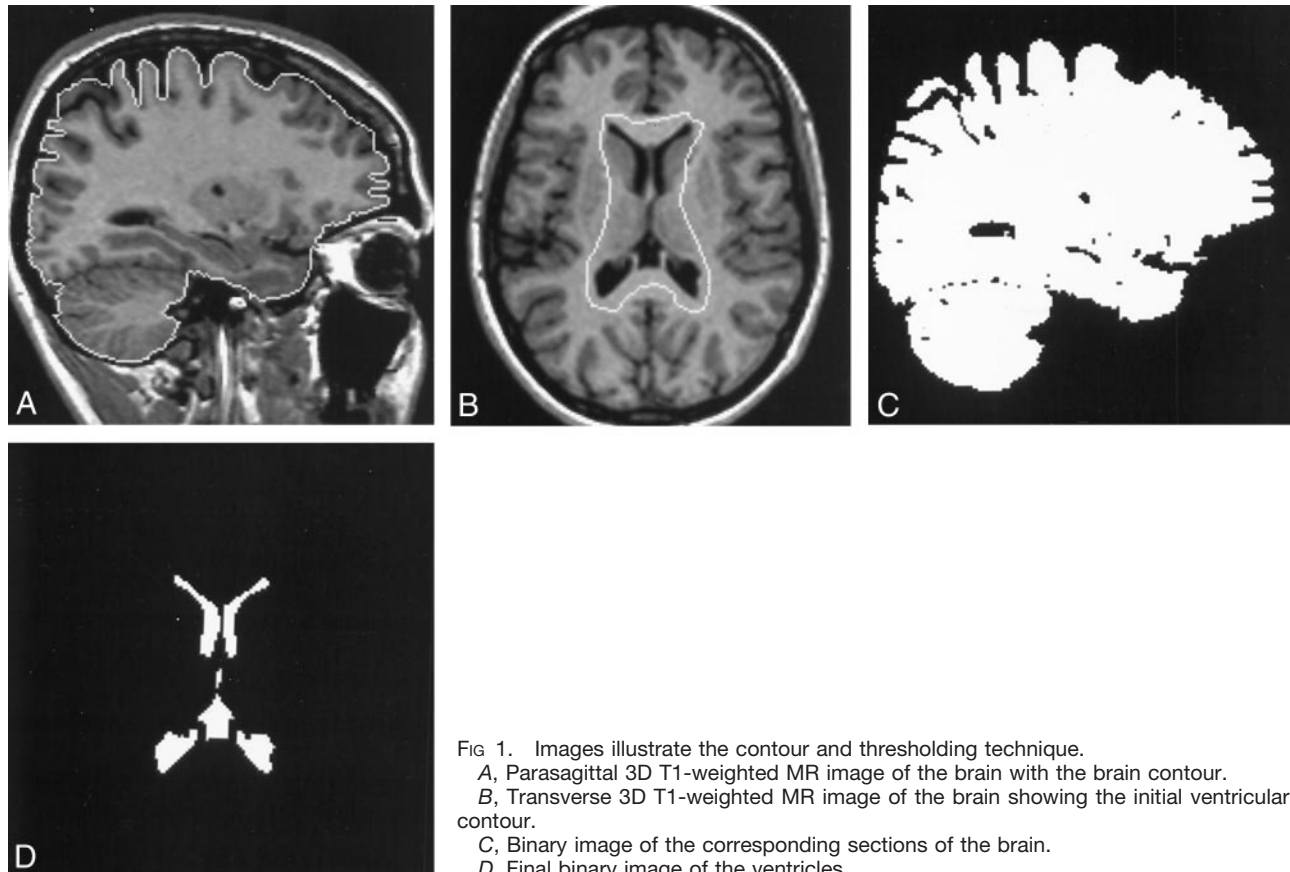 A
B
C
D
FIG 1. Images illustrate the contour and thresholding technique.
A, Parasagittal 3D T1-weighted MR image of the brain with the brain contour.
B, Transverse 3D T1-weighted MR image of the brain showing the initial ventricular
contour.
C, Binary image of the corresponding sections of the brain.
D, Final binary image of the ventricles.